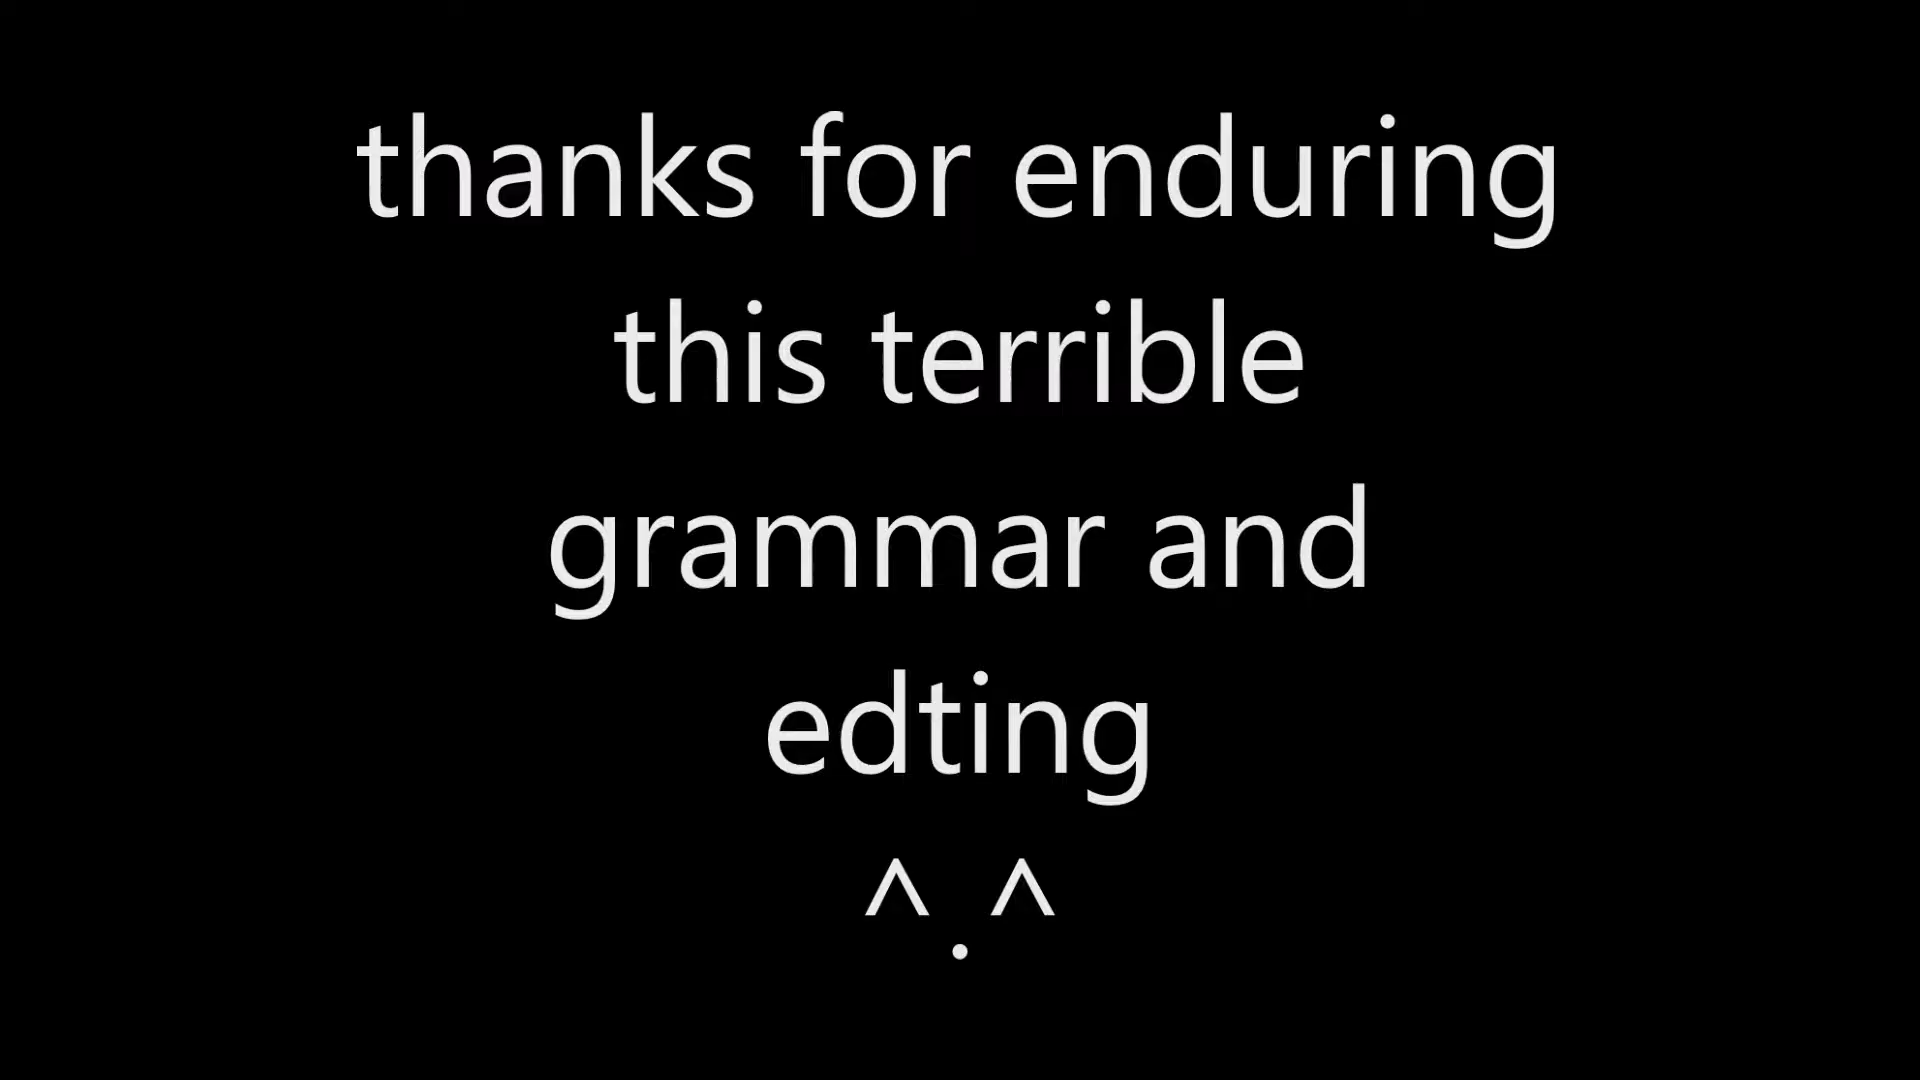 thanks for enduring
this terrible
grammar and
edting
^.^